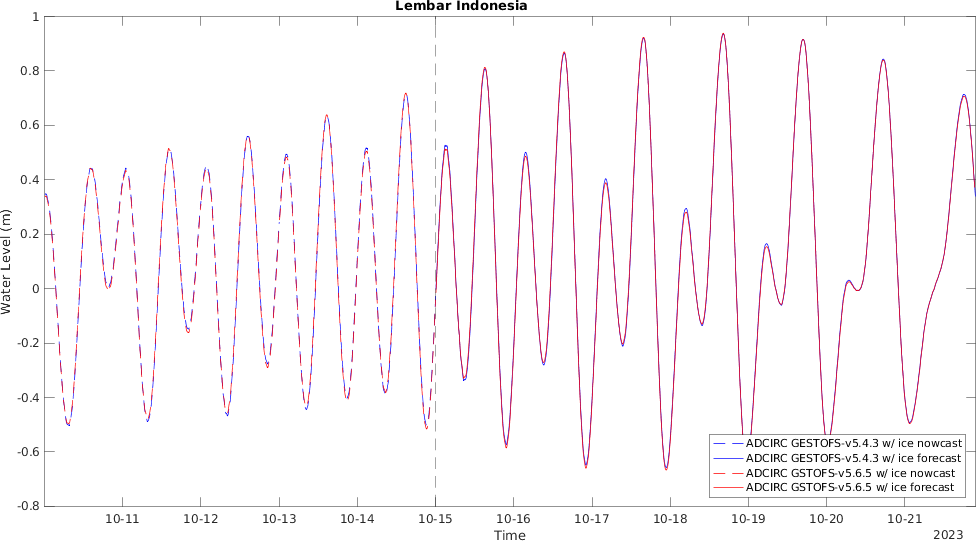 Lembar Indonesia
1
0.8
0.6
0.4
0.2
0
-0.2
-0.4
-0.6
-0.8
Water Level (m)
ADCIRC GESTOFS-v5.4.3 w/ ice nowcast
ADCIRC GESTOFS-v5.4.3 w/ ice forecast
ADCIRC GSTOFS-v5.6.5 w/ ice nowcast
ADCIRC GSTOFS-v5.6.5 w/ ice forecast
10-11 10-12 10-13 10-14 10-15 10-16 10-17 10-18 10-19 10-20 10-21
Time
2023